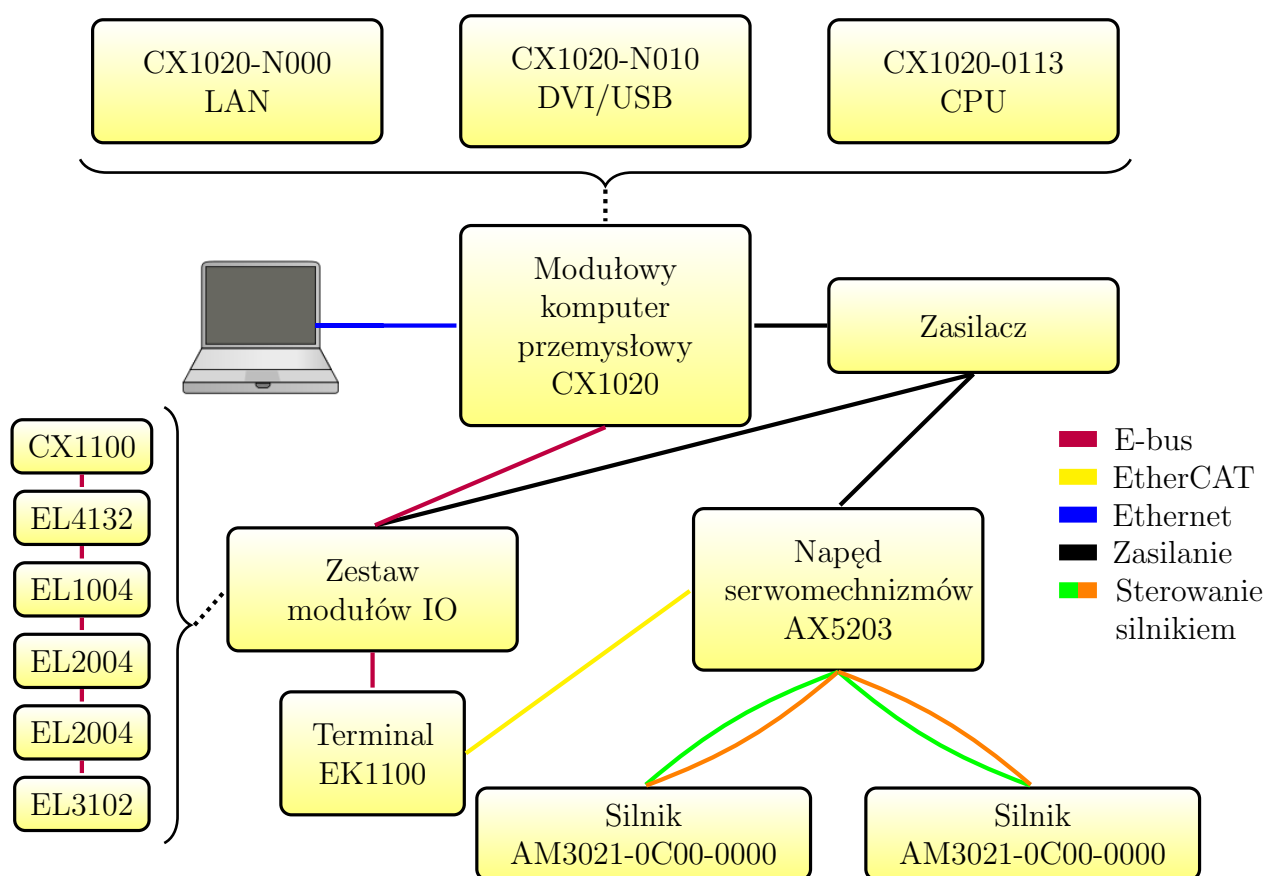 CX1020-N000
LAN
CX1020-N010
DVI/USB
CX1020-0113
CPU
Modułowy
komputer
przemysłowy
CX1020
Zasilacz
CX1100
EL4132
EL1004
EL2004
EL2004
EL3102
Zestaw
modułów IO
Terminal
EK1100
Napęd
serwomechnizmów
AX5203
Silnik
AM3021-0C00-0000
Silnik
AM3021-0C00-0000
E-bus
EtherCAT
Ethernet
Zasilanie
Sterowanie
silnikiem